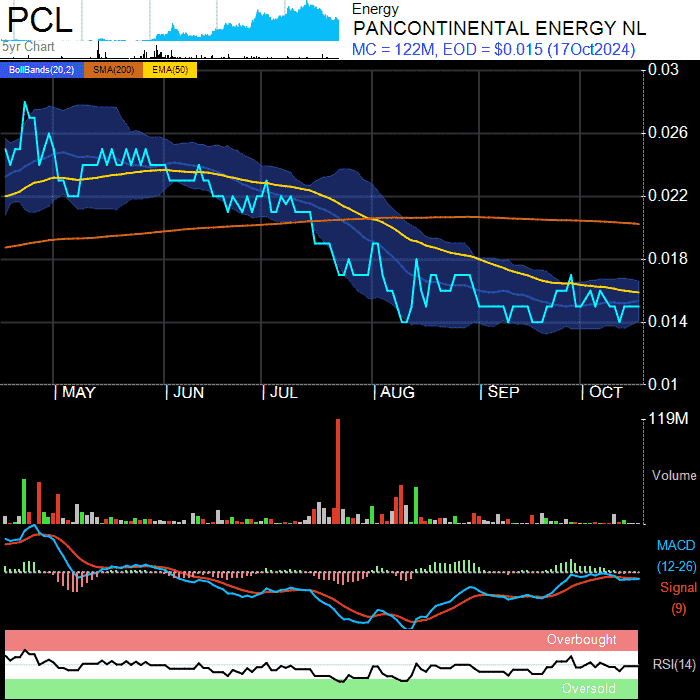 PCL
5yr Chart
Energy
PANCONTINENTAL ENERGY NL
MC = 122M, EOD = $0.015 (17Oct2024)
BollBands(20,2) SMA(200) EMA(50)
0.03
0.026
0.022
0.018
0.014
0.01
MAY JUN JUL AUG SEP OCT
119M
Volume
MACD
(12-26)
Signal
(9)
Overbought
RSI(14)
Oversold